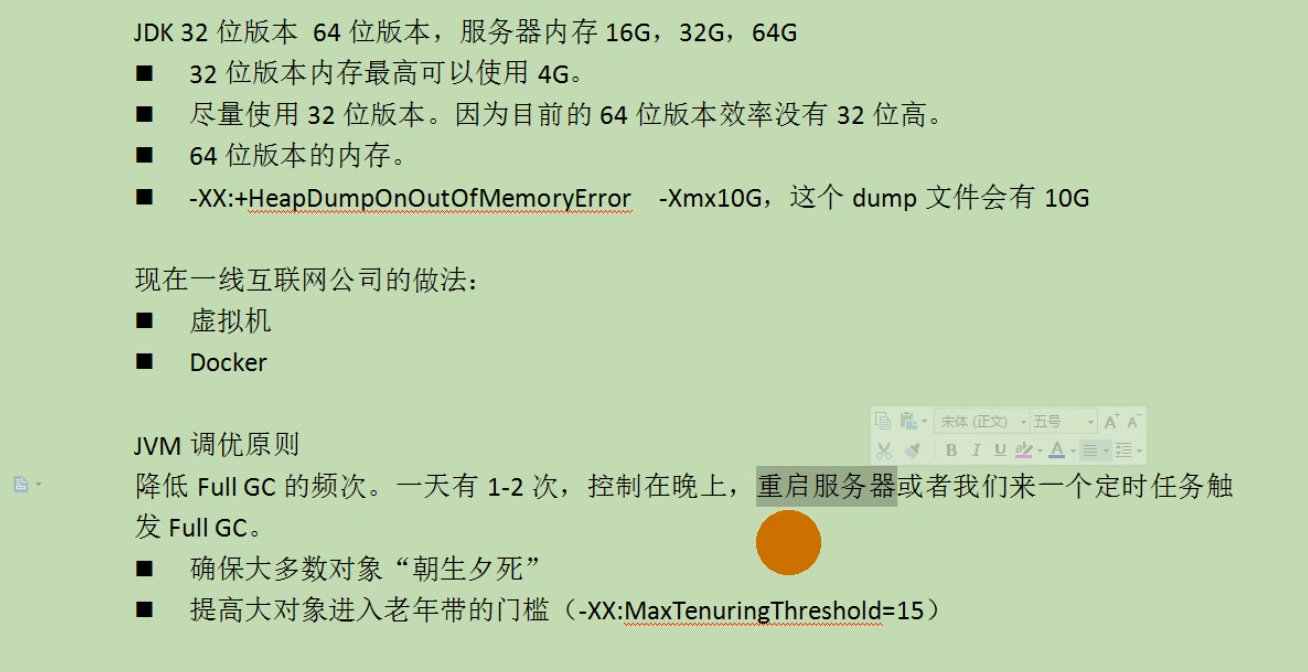 JDK 32 位版本 64 位版本，服务器内存 16G，32G，64G
■ 32 位版本内存最高可以使用 4G。
■ 尽量使用 32 位版本。因为目前的 64 位版本效率没有 32 位高。
■ 64 位版本的内存。
■ -XX:+HeapDumpOnOutOfMemoryError -Xmx10G，这个 dump 文件会有 10G
现在一线互联网公司的做法：
■ 虚拟机
■ Docker
宋体 (正文) 五号 A+ A-
B I U ab A
JVM 调优原则
降低 Full GC 的频次。一天有 1-2 次，控制在晚上，重启服务器或者我们来一个定时任务触
发 Full GC。
■ 确保大多数对象“朝生夕死”
■ 提高大对象进入老年带的门槛（-XX:MaxTenuringThreshold=15）